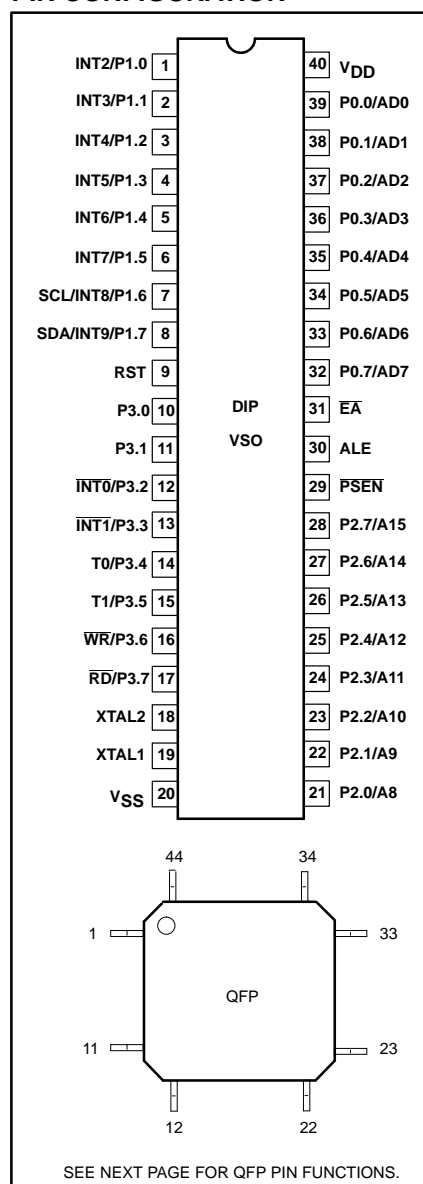 INT2/P1.0 1 40 VDD
INT3/P1.1 2 39 P0.0/AD0
INT4/P1.2 3 38 P0.1/AD1
INT5/P1.3 4 37 P0.2/AD2
INT6/P1.4 5 36 P0.3/AD3
INT7/P1.5 6 35 P0.4/AD4
SCL/INT8/P1.6 7 34 P0.5/AD5
SDA/INT9/P1.7 8 33 P0.6/AD6
RST 9 32 P0.7/AD7
P3.0 10 DIP 31 E̅A̅
P3.1 11 VSO 30 ALE
I̅N̅T̅0̅/P3.2 12 29 P̅S̅E̅N̅
I̅N̅T̅1̅/P3.3 13 28 P2.7/A15
T0/P3.4 14 27 P2.6/A14
T1/P3.5 15 26 P2.5/A13
W̅R̅/P3.6 16 25 P2.4/A12
R̅D̅/P3.7 17 24 P2.3/A11
XTAL2 18 23 P2.2/A10
XTAL1 19 22 P2.1/A9
VSS 20 21 P2.0/A8
44 34
1 33
QFP
11 23
12 22
SEE NEXT PAGE FOR QFP PIN FUNCTIONS.